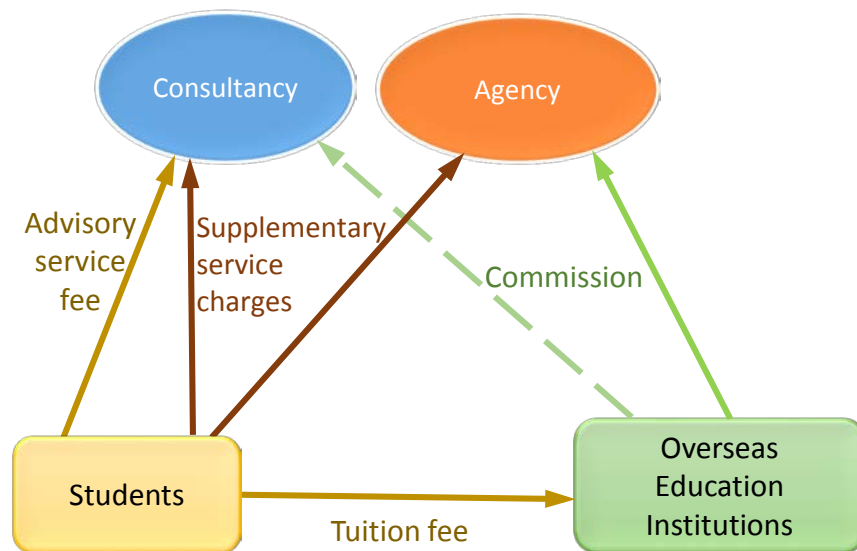 Consultancy
Agency
Advisory
service
fee
Supplementary
service
charges
Commission
Students
Overseas
Education
Institutions
Tuition fee